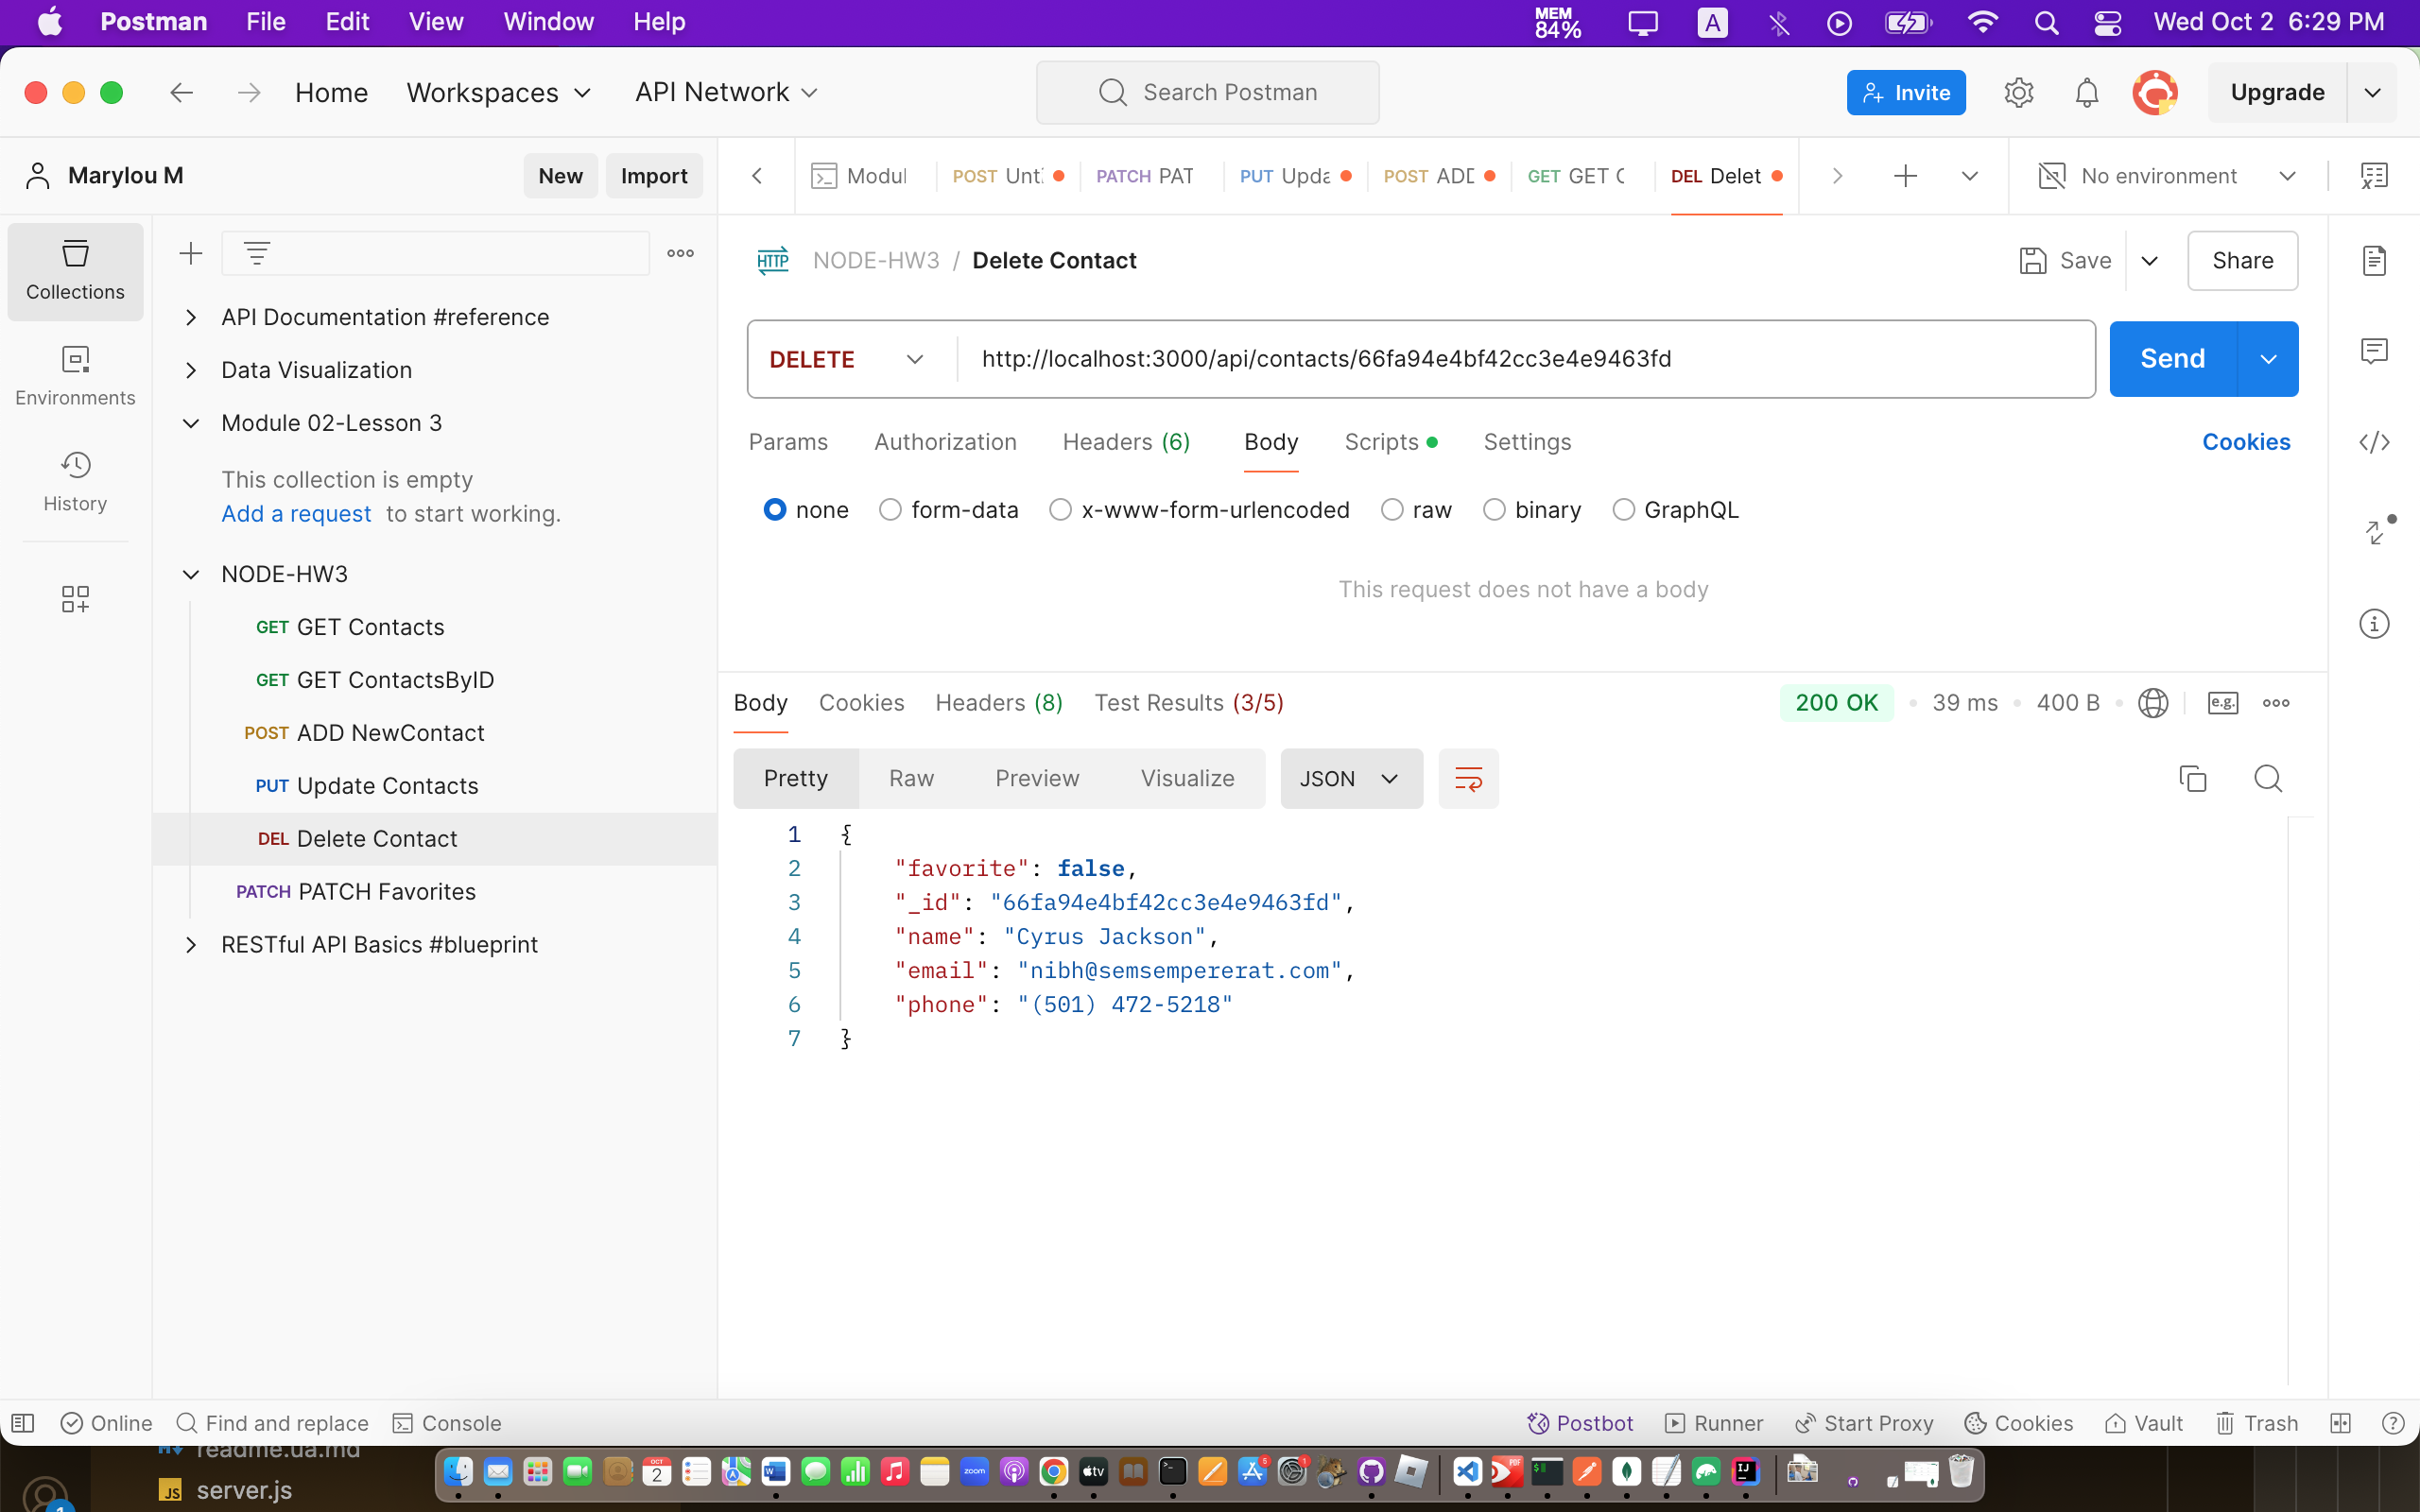 Postman File Edit View Window Help MEM 84% A Wed Oct 2 6:29 PM
Home Workspaces API Network Search Postman Invite Upgrade
Marylou M New Import Modul POST Unt PATCH PAT PUT Upda POST ADD GET GET C DEL Delet No environment
Collections
Environments
History
API Documentation #reference
Data Visualization
Module 02-Lesson 3
This collection is empty
Add a request to start working.
NODE-HW3
GET GET Contacts
GET GET ContactsByID
POST ADD NewContact
PUT Update Contacts
DEL Delete Contact
PATCH PATCH Favorites
RESTful API Basics #blueprint
HTTP NODE-HW3 / Delete Contact Save Share
DELETE http://localhost:3000/api/contacts/66fa94e4bf42cc3e4e9463fd Send
Params Authorization Headers (6) Body Scripts Settings Cookies
none form-data x-www-form-urlencoded raw binary GraphQL
This request does not have a body
Body Cookies Headers (8) Test Results (3/5) 200 OK 39 ms 400 B e.g.
Pretty Raw Preview Visualize JSON
1 {
2 "favorite": false,
3 "_id": "66fa94e4bf42cc3e4e9463fd",
4 "name": "Cyrus Jackson",
5 "email": "nibh@semsempererat.com",
6 "phone": "(501) 472-5218"
7 }
Online Find and replace Console Postbot Runner Start Proxy Cookies Vault Trash
readme.ua.md
JS server.js
OCT 2 zoom tv PDF IJ